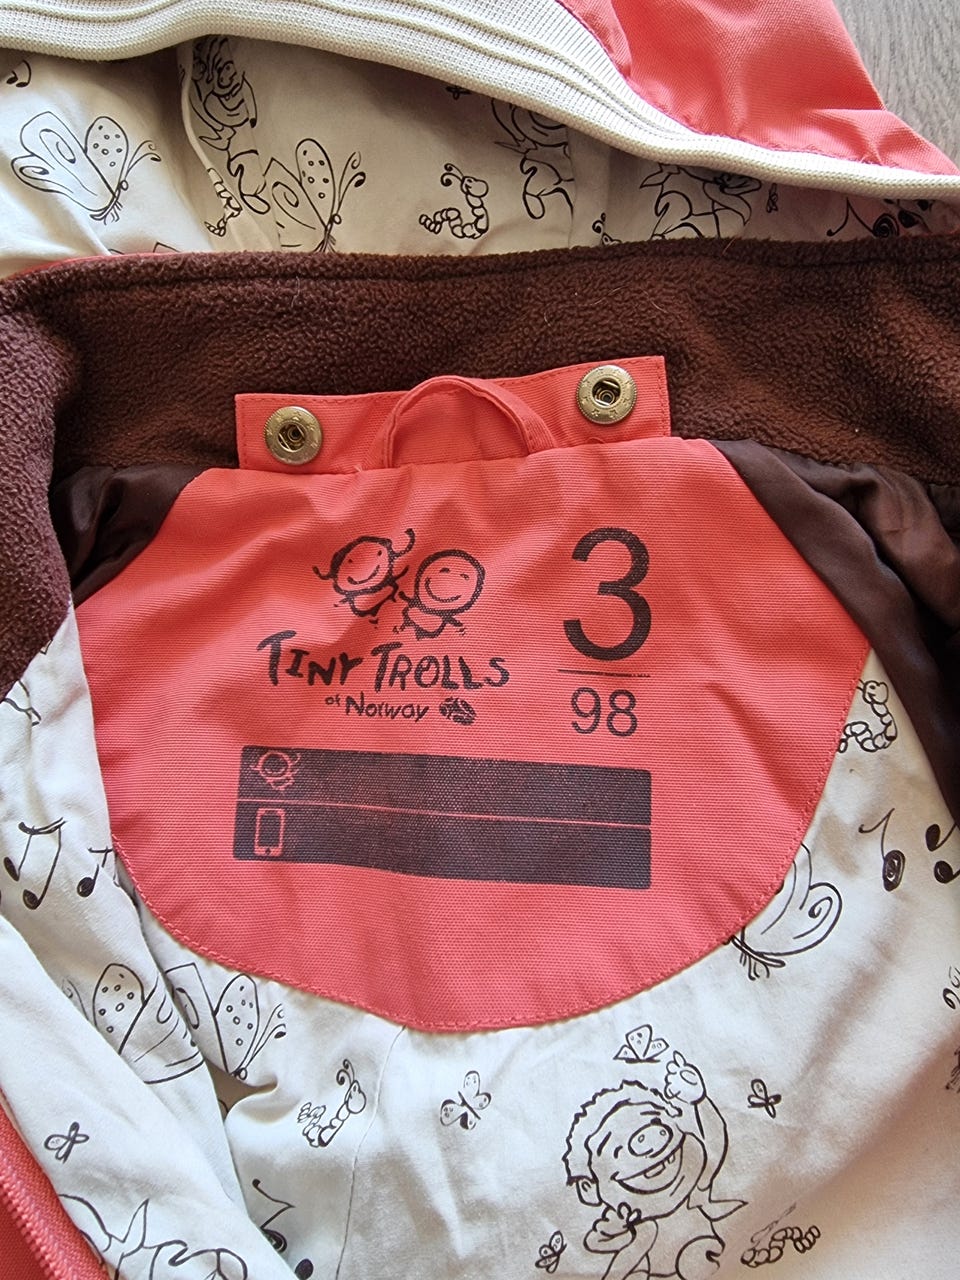 3
TINY TROLLS
of Norway
98